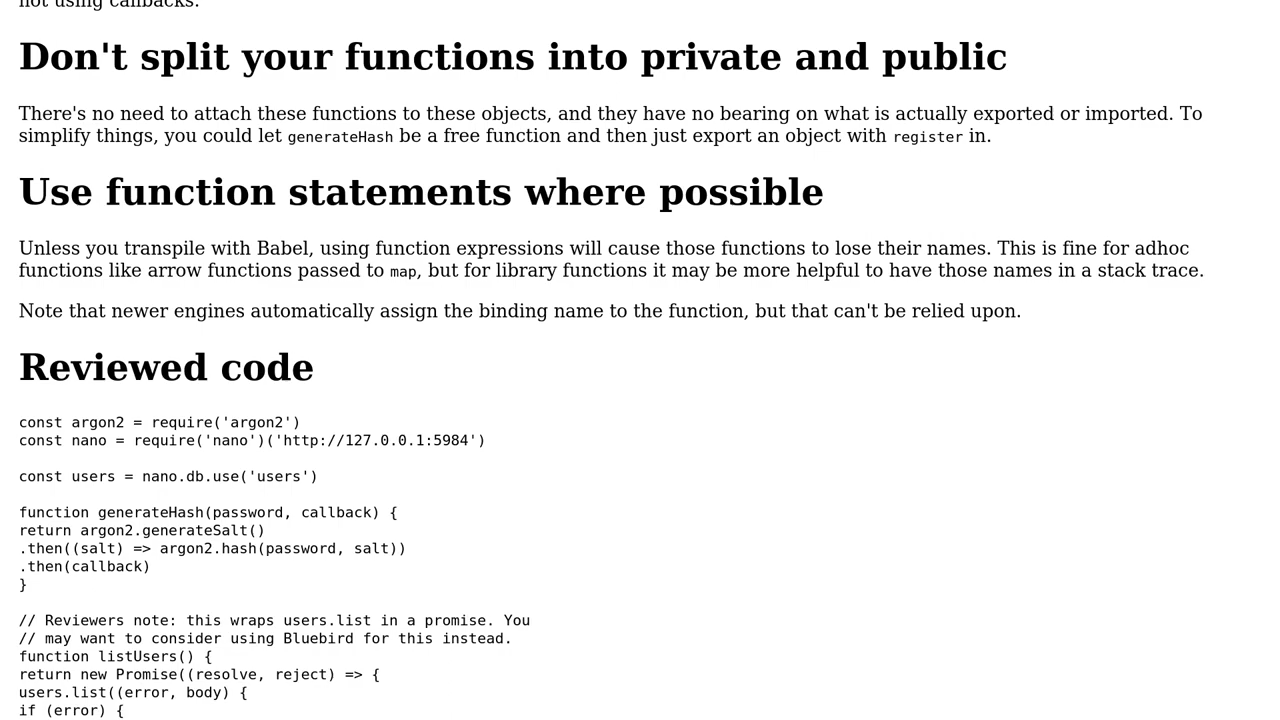 not using callbacks.
Don't split your functions into private and public
There's no need to attach these functions to these objects, and they have no bearing on what is actually exported or imported. To
simplify things, you could let generateHash be a free function and then just export an object with register in.
Use function statements where possible
Unless you transpile with Babel, using function expressions will cause those functions to lose their names. This is fine for adhoc
functions like arrow functions passed to map, but for library functions it may be more helpful to have those names in a stack trace.
Note that newer engines automatically assign the binding name to the function, but that can't be relied upon.
Reviewed code
const argon2 = require('argon2')
const nano = require('nano')('http://127.0.0.1:5984')
const users = nano.db.use('users')
function generateHash(password, callback) {
return argon2.generateSalt()
.then((salt) => argon2.hash(password, salt))
.then(callback)
}
// Reviewers note: this wraps users.list in a promise. You
// may want to consider using Bluebird for this instead.
function listUsers() {
return new Promise((resolve, reject) => {
users.list((error, body) {
if (error) {